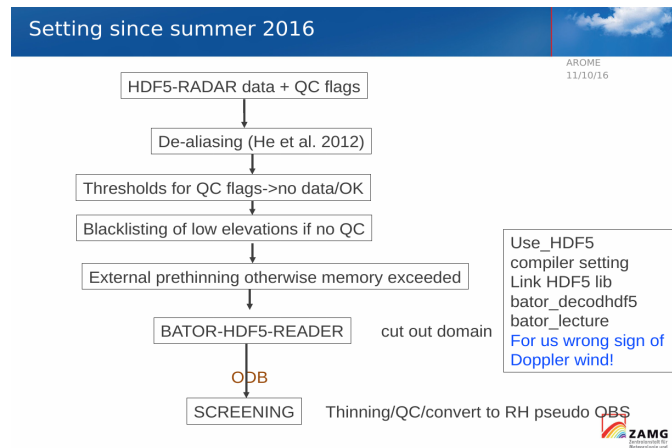 Setting since summer 2016
AROME
11/10/16
HDF5-RADAR data + QC flags
De-aliasing (He et al. 2012)
Thresholds for QC flags->no data/OK
Blacklisting of low elevations if no QC
External prethinning otherwise memory exceeded
BATOR-HDF5-READER
cut out domain
Use_HDF5
compiler setting
Link HDF5 lib
bator_decodhdf5
bator_lecture
For us wrong sign of
Doppler wind!
ODB
SCREENING
Thinning/QC/convert to RH pseudo OBS
ZAMG
Zentralanstalt für